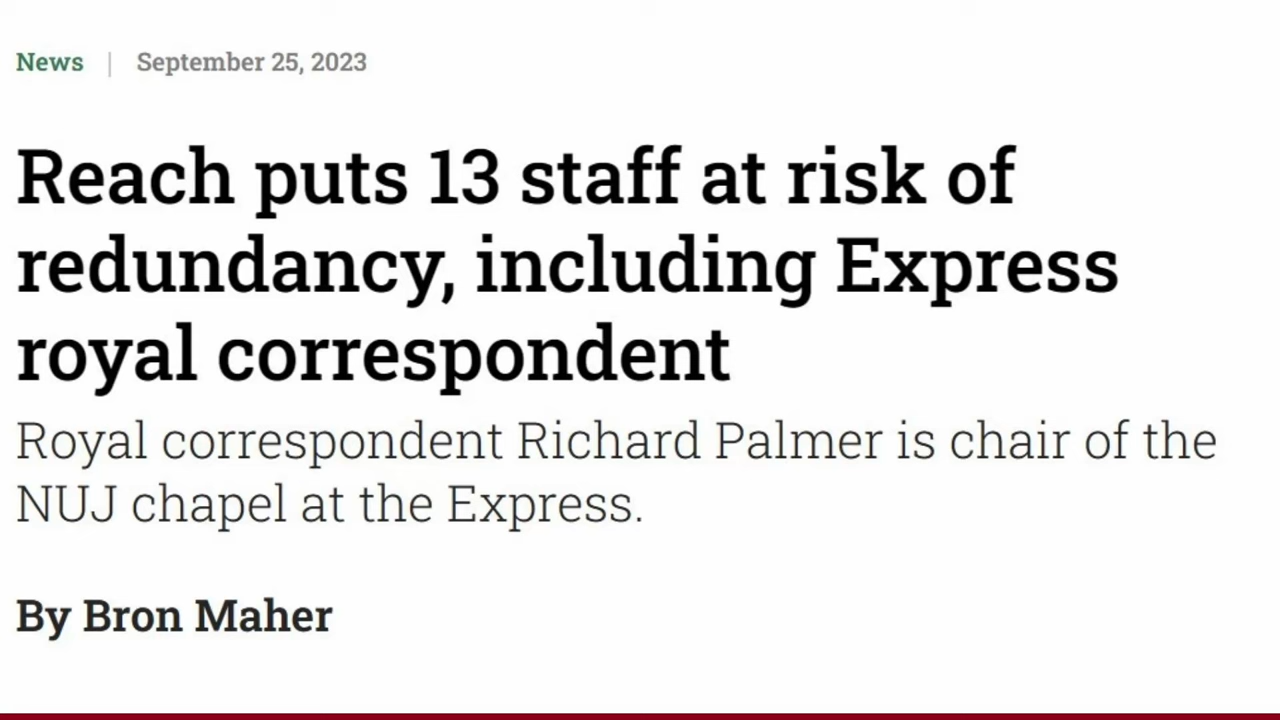 News | September 25, 2023
Reach puts 13 staff at risk of
redundancy, including Express
royal correspondent
Royal correspondent Richard Palmer is chair of the
NUJ chapel at the Express.
By Bron Maher